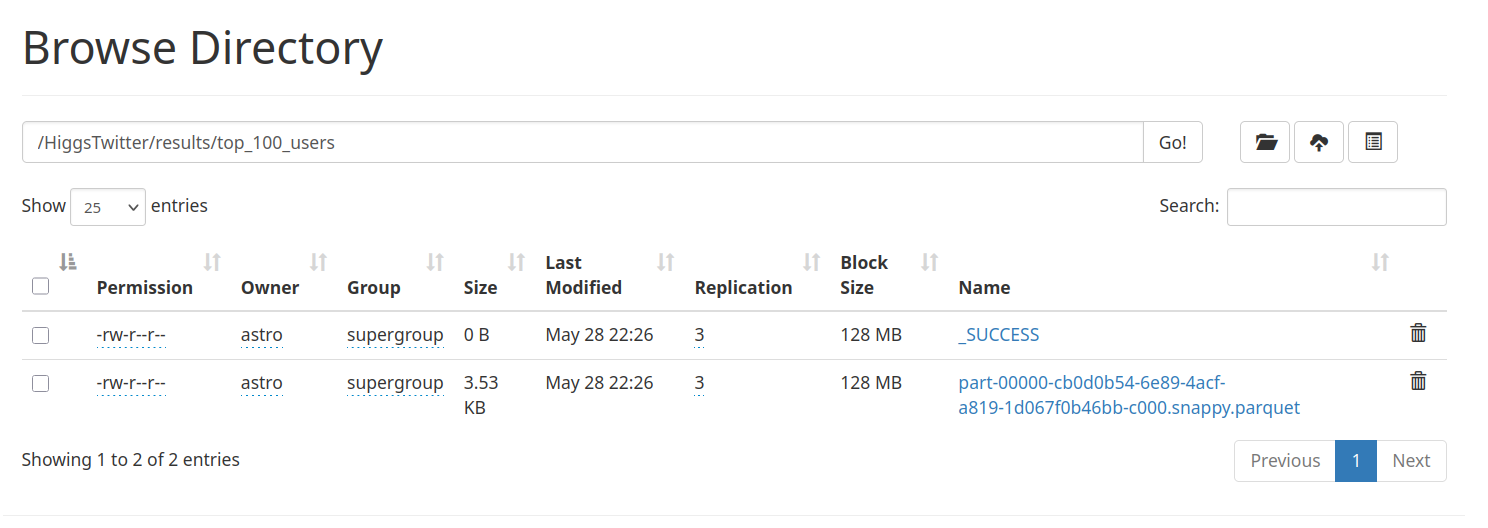 Browse Directory
/HiggsTwitter/results/top_100_users
Go!
Show 25 entries
Search:
Permission Owner Group Size Last Modified Replication Block Size Name
-rw-r--r-- astro supergroup 0 B May 28 22:26 3 128 MB _SUCCESS
-rw-r--r-- astro supergroup 3.53 KB May 28 22:26 3 128 MB part-00000-cb0d0b54-6e89-4acf-
a819-1d067f0b46bb-c000.snappy.parquet
Showing 1 to 2 of 2 entries
Previous 1 Next